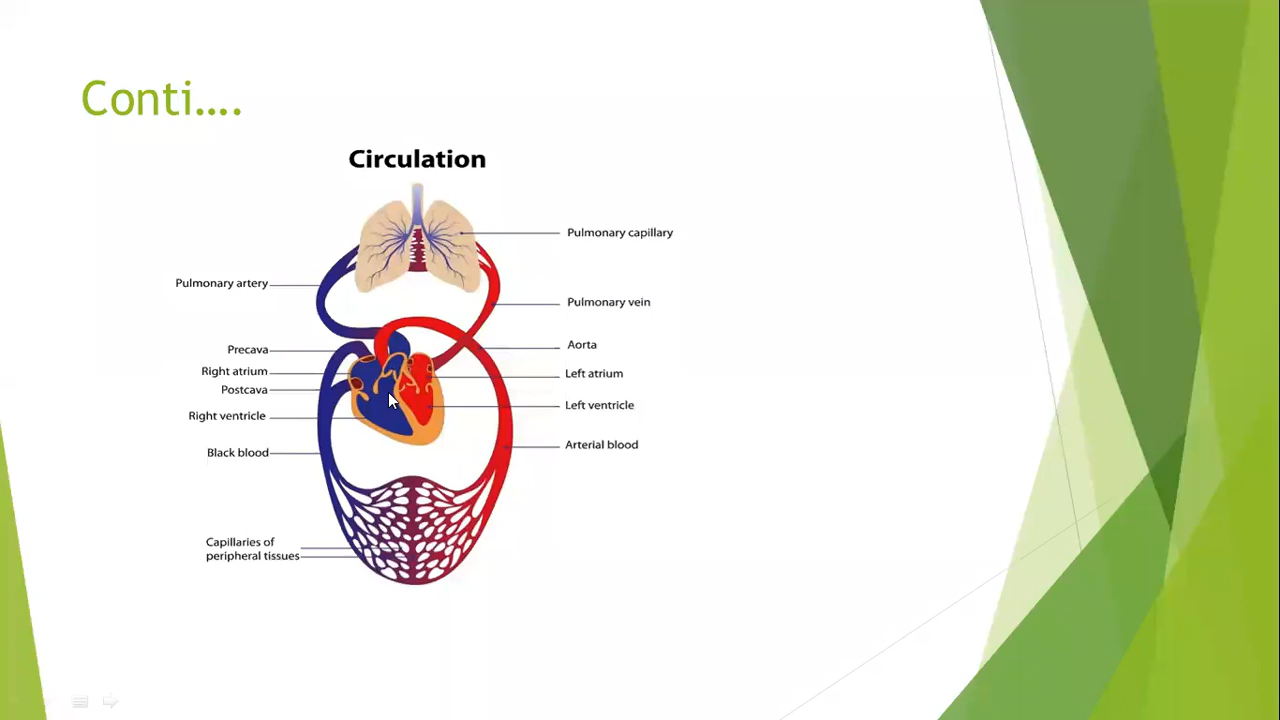 Conti....
Circulation
Pulmonary capillary
Pulmonary artery
Pulmonary vein
Aorta
Precava
Right atrium
Left atrium
Postcava
Left ventricle
Right ventricle
Arterial blood
Black blood
Capillaries of
peripheral tissues